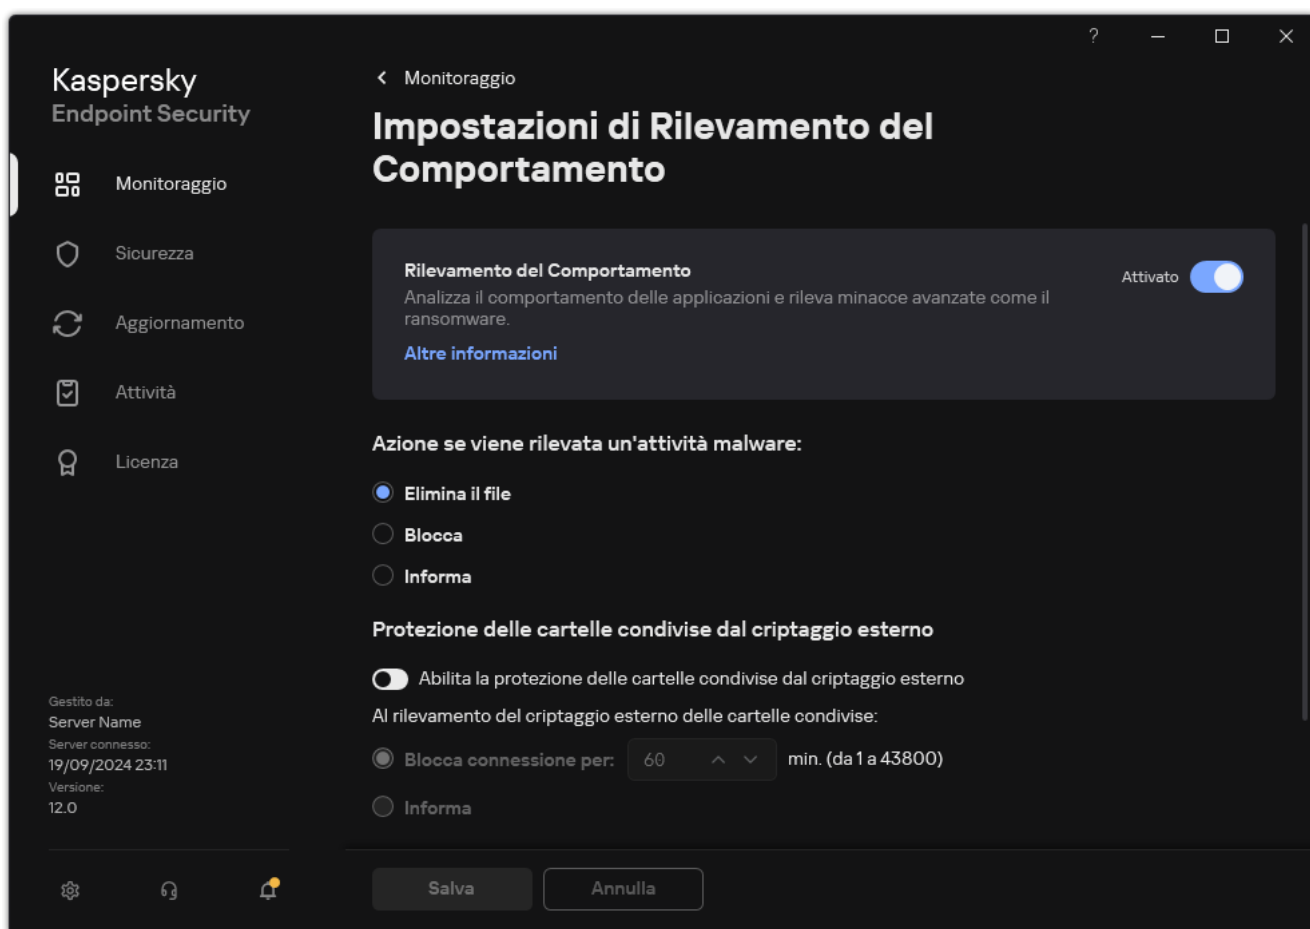 ?
Kaspersky
Endpoint Security
Monitoraggio
Sicurezza
Aggiornamento
Attività
Licenza
Gestito da:
Server Name
Server connesso:
19/09/2024 23:11
Versione:
12.0
Monitoraggio
Impostazioni di Rilevamento del
Comportamento
Rilevamento del Comportamento
Attivato
Analizza il comportamento delle applicazioni e rileva minacce avanzate come il
ransomware.
Altre informazioni
Azione se viene rilevata un'attività malware:
Elimina il file
Blocca
Informa
Protezione delle cartelle condivise dal criptaggio esterno
Abilita la protezione delle cartelle condivise dal criptaggio esterno
Al rilevamento del criptaggio esterno delle cartelle condivise:
Blocca connessione per: 60 min. (da 1 a 43800)
Informa
Salva Annulla